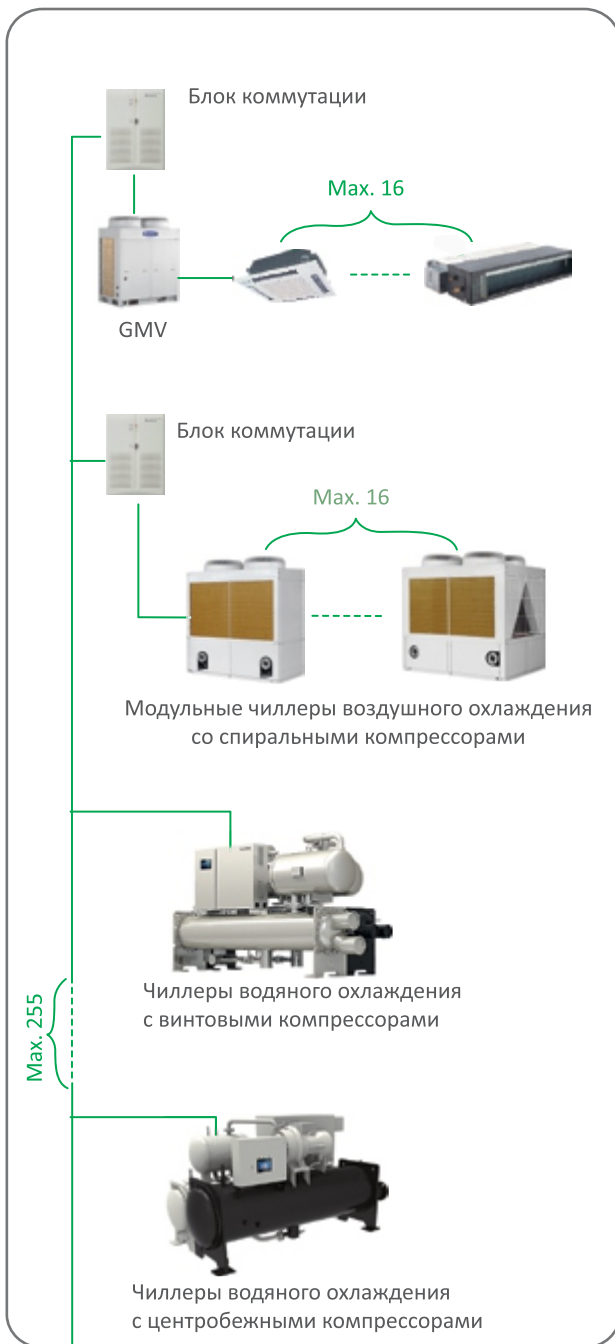 Блок коммутации
Max. 16
GMV
Блок коммутации
Max. 16
Модульные чиллеры воздушного охлаждения
со спиральными компрессорами
Чиллеры водяного охлаждения
с винтовыми компрессорами
Max. 255
Чиллеры водяного охлаждения
с центробежными компрессорами